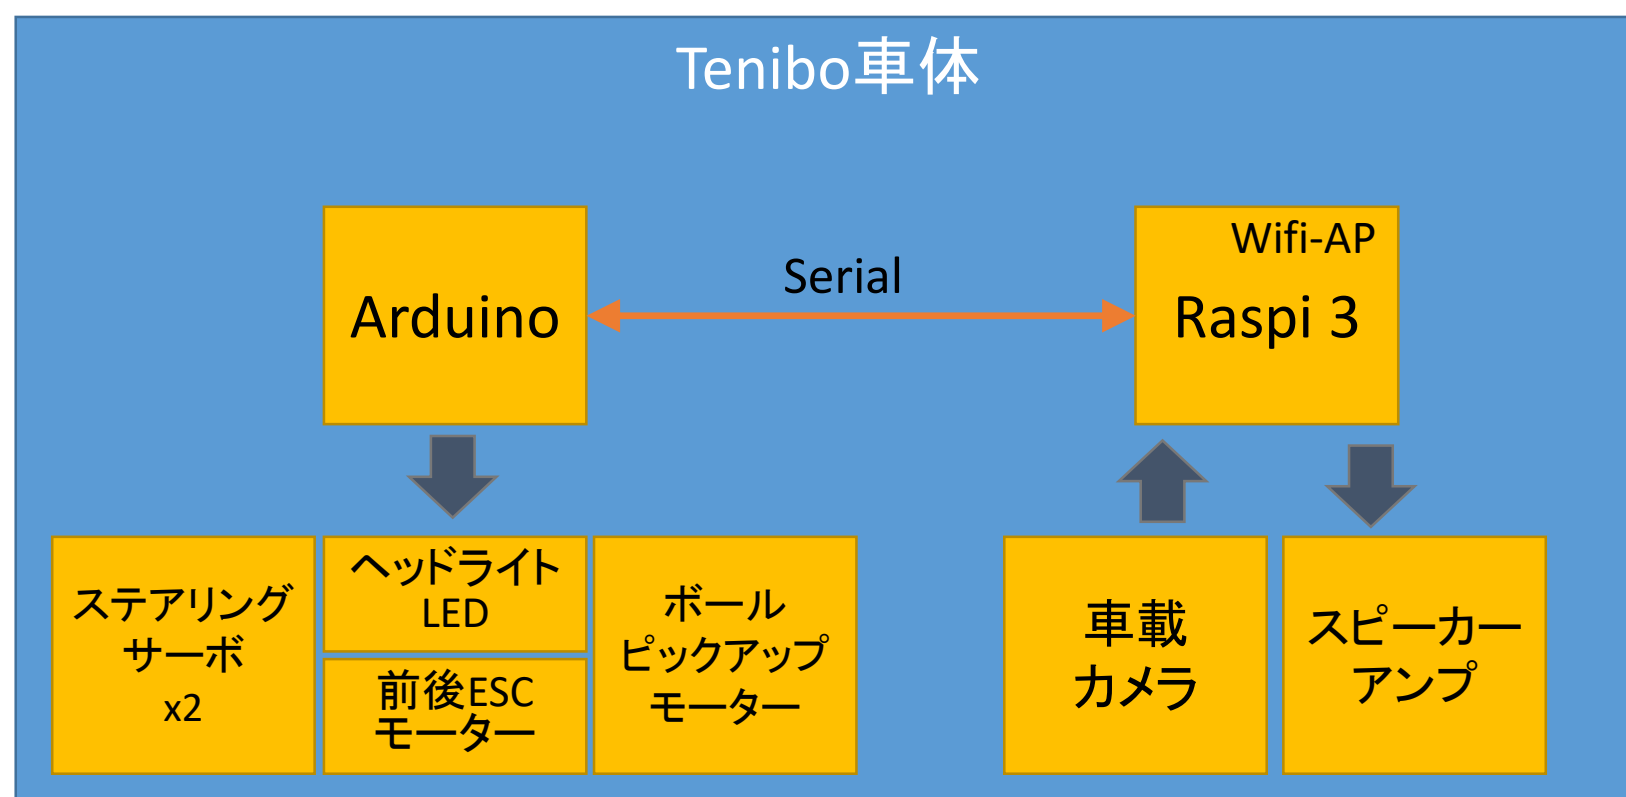 Tenibo車体
Arduino
Serial
Wifi-AP
Raspi 3
ステアリング
サーボ
x2
ヘッドライト
LED
前後ESC
モーター
ボール
ピックアップ
モーター
車載
カメラ
スピーカー
アンプ